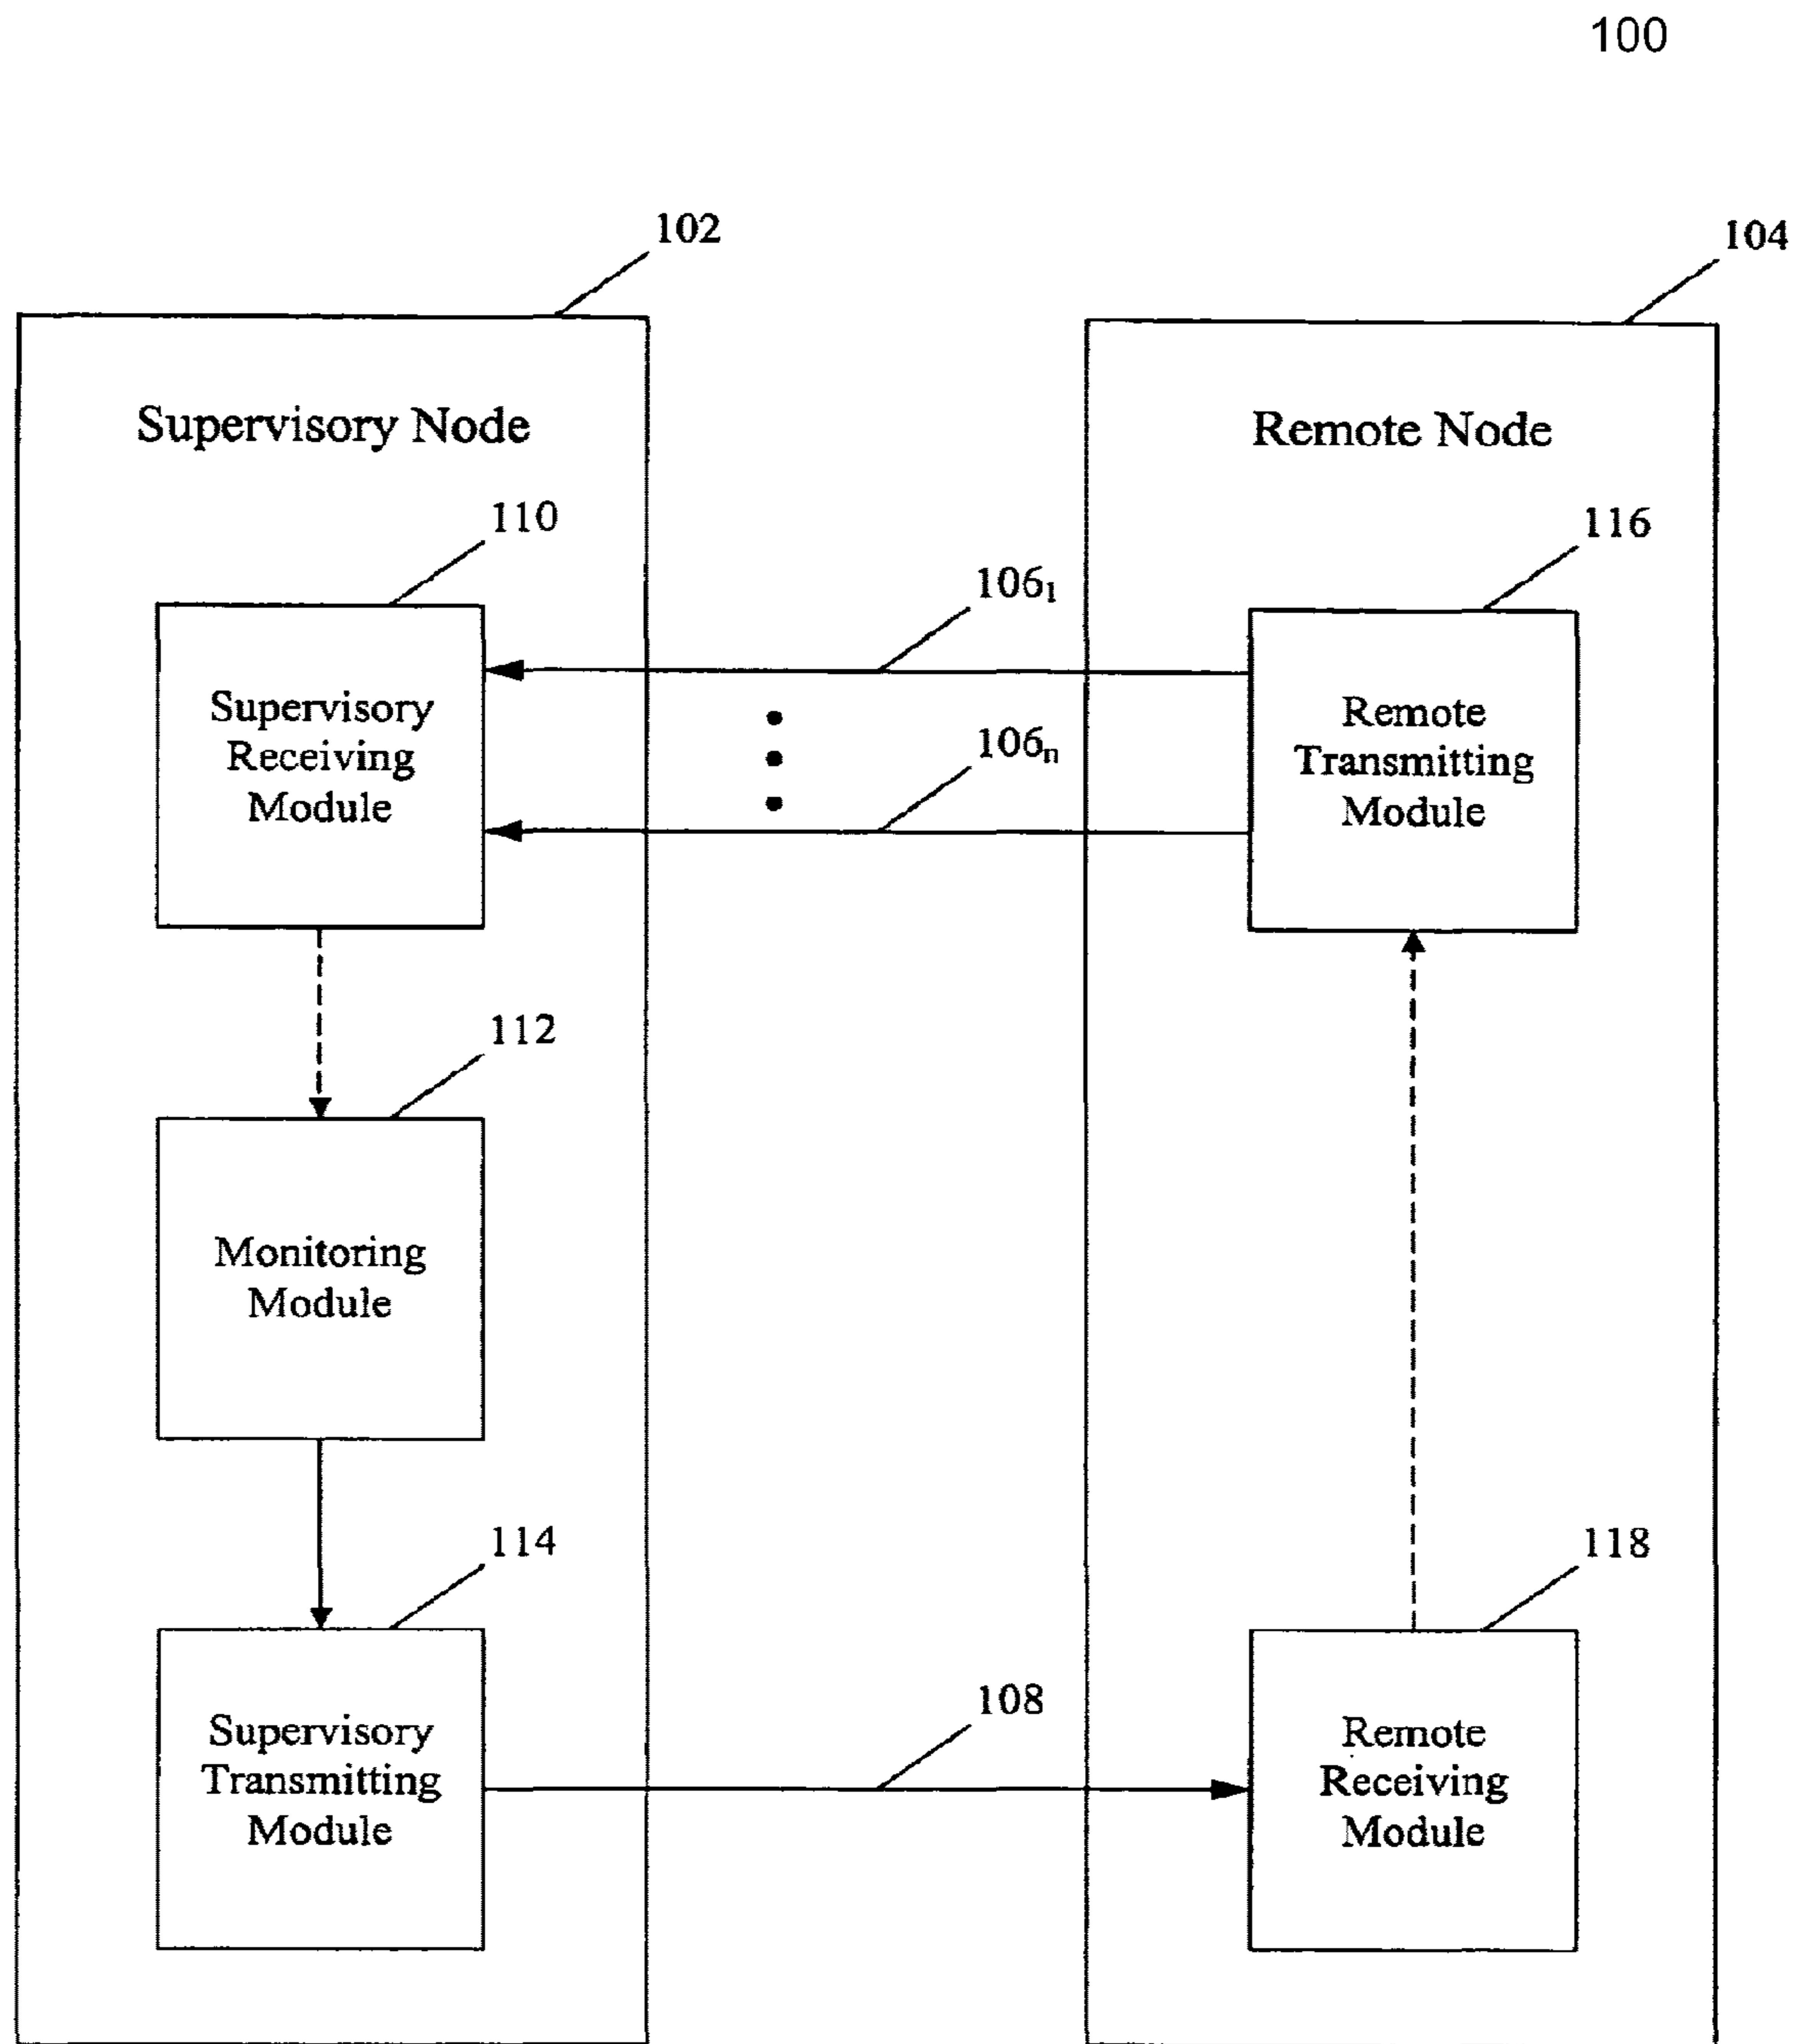 100
102
104
Supervisory Node
Remote Node
110
116
106₁
Supervisory
Receiving
Module
106ₙ
Remote
Transmitting
Module
112
Monitoring
Module
114
118
108
Supervisory
Transmitting
Module
Remote
Receiving
Module